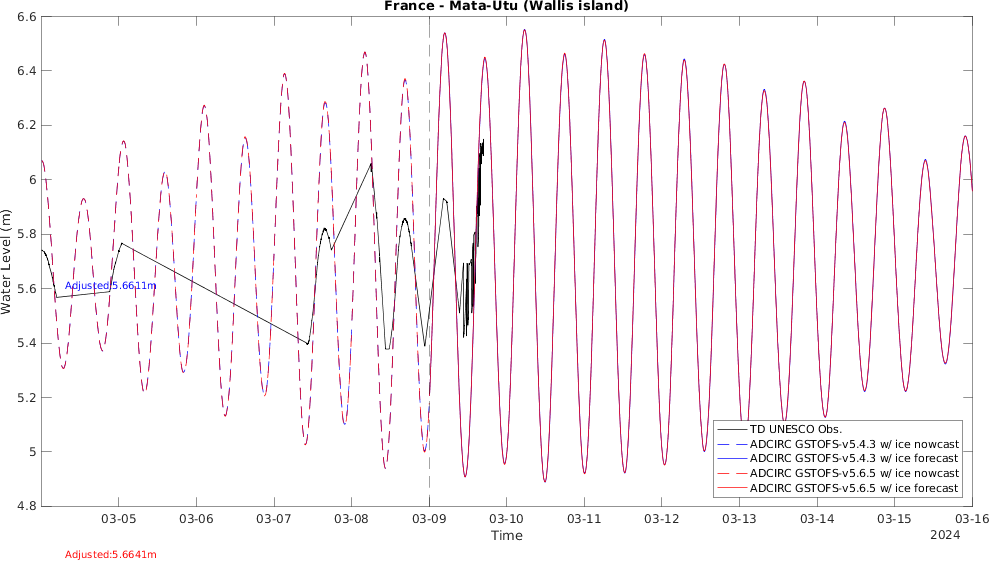 France - Mata-Utu (Wallis island)
6.6
6.4
6.2
6
5.8
5.6
5.4
5.2
5
4.8
Water Level (m)
Adjusted:5.6611m
TD UNESCO Obs.
ADCIRC GSTOFS-v5.4.3 w/ ice nowcast
ADCIRC GSTOFS-v5.4.3 w/ ice forecast
ADCIRC GSTOFS-v5.6.5 w/ ice nowcast
ADCIRC GSTOFS-v5.6.5 w/ ice forecast
03-05 03-06 03-07 03-08 03-09 03-10 03-11 03-12 03-13 03-14 03-15 03-16
Time
2024
Adjusted:5.6641m